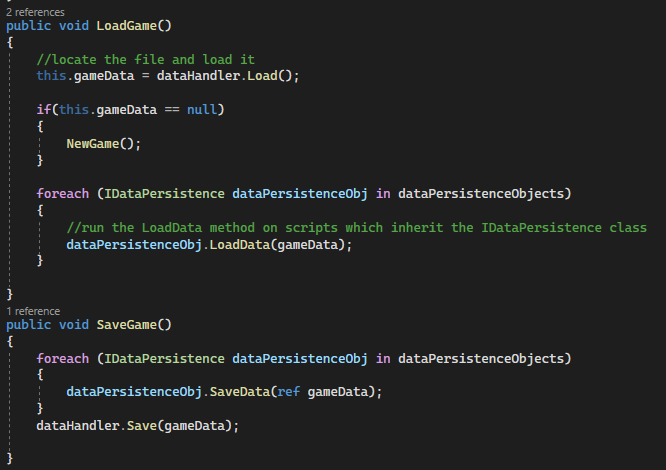 2 references
public void LoadGame()
{
//locate the file and load it
this.gameData = dataHandler.Load();
if(this.gameData == null)
{
NewGame();
}
foreach (IDataPersistence dataPersistenceObj in dataPersistenceObjects)
{
//run the LoadData method on scripts which inherit the IDataPersistence class
dataPersistenceObj.LoadData(gameData);
}
}
1 reference
public void SaveGame()
{
foreach (IDataPersistence dataPersistenceObj in dataPersistenceObjects)
{
dataPersistenceObj.SaveData(ref gameData);
}
dataHandler.Save(gameData);
}